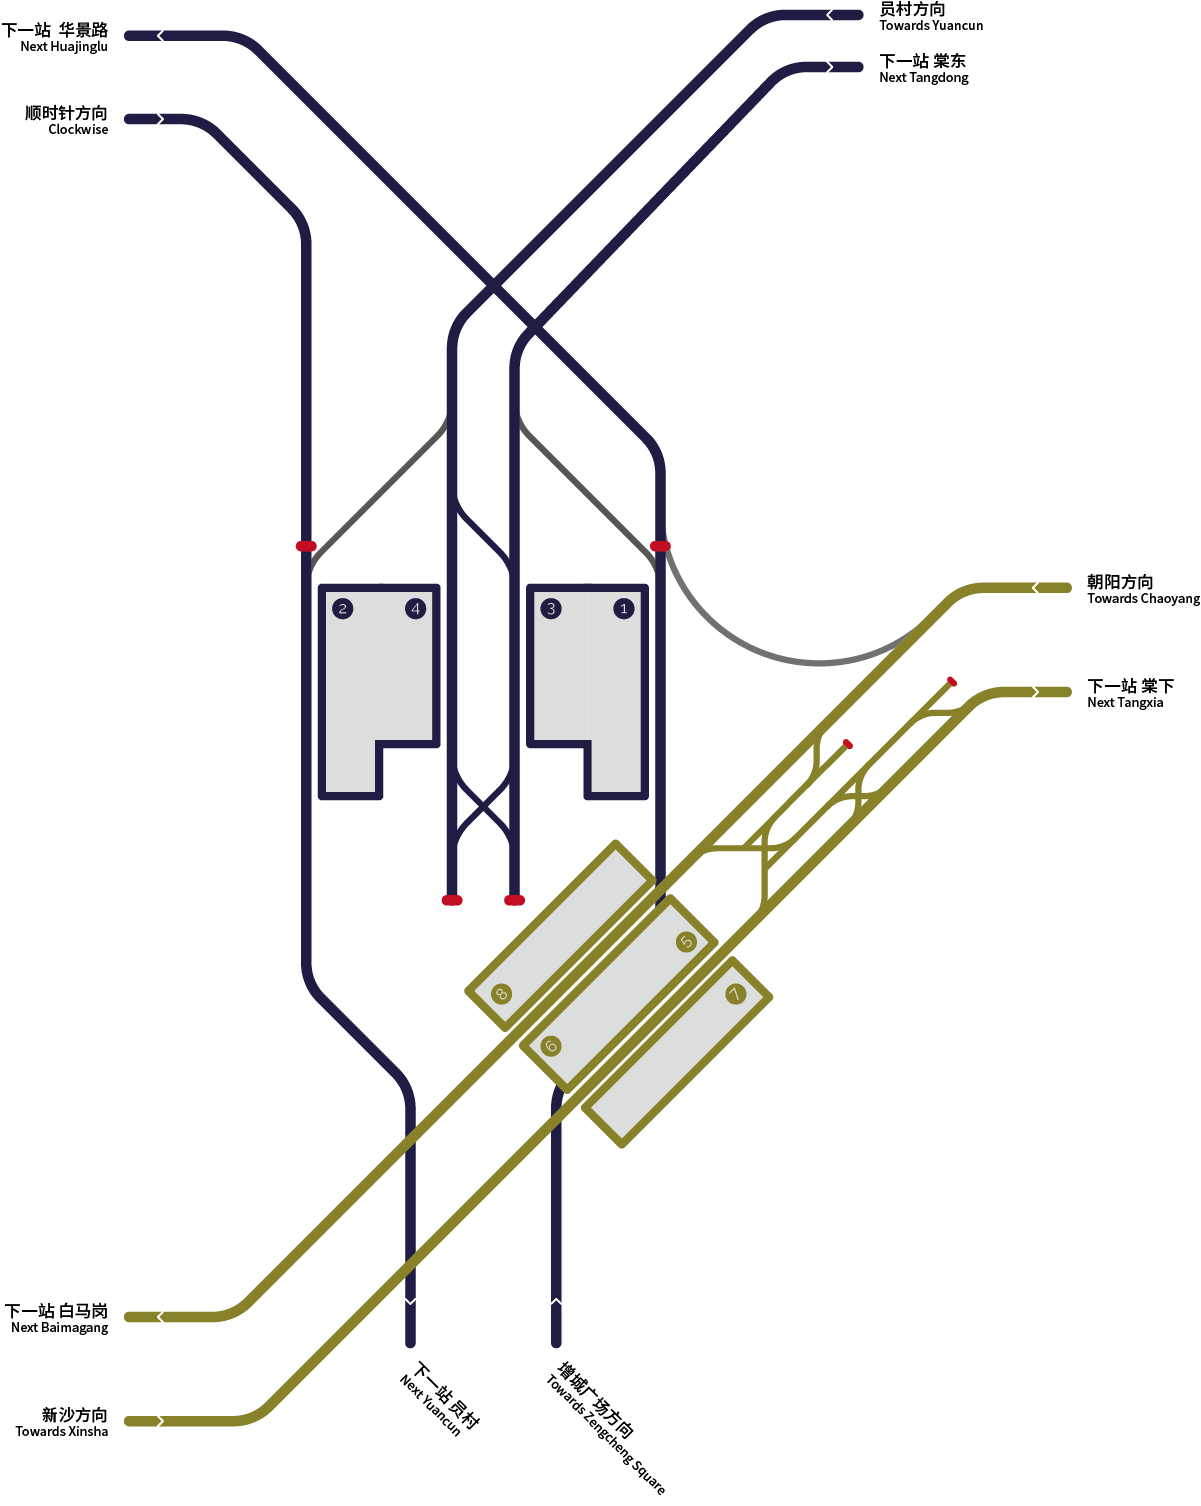 下一站 华景路
Next Huajinglu
员村方向
Towards Yuancun
下一站 棠东
Next Tangdong
顺时针方向
Clockwise
朝阳方向
Towards Chaoyang
2
4
3
1
下一站 棠下
Next Tangxia
5
8
7
6
下一站 白马岗
Next Baimagang
新沙方向
Towards Xinsha
下一站 员村
Next Yuancun
增城广场方向
Towards Zengcheng Square